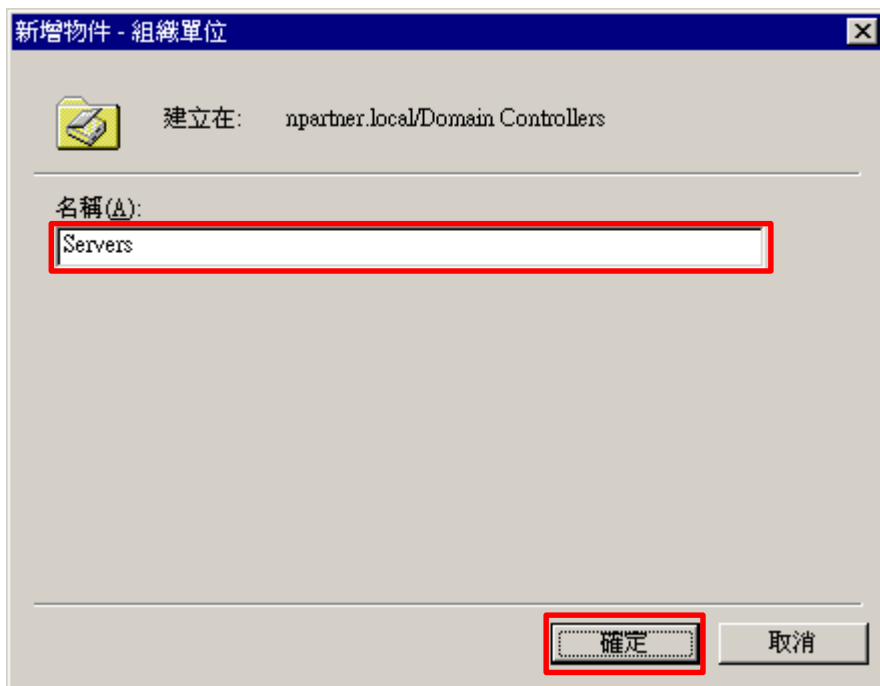 新增物件 - 組織單位
建立在: npartner.local/Domain Controllers
名稱(A):
Servers
確定 取消